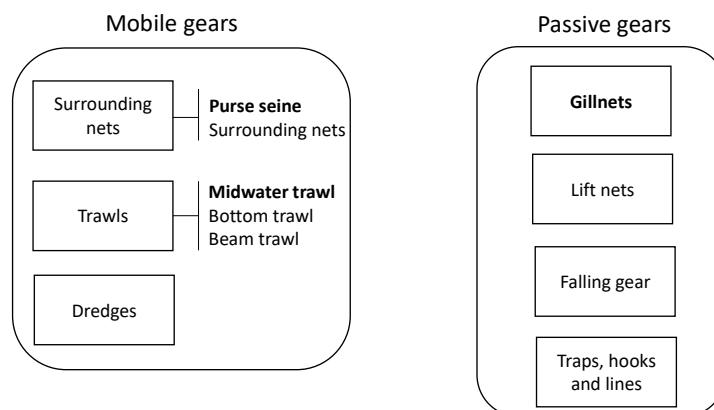 Mobile gears
Surrounding
nets
Purse seine
Surrounding nets
Trawls
Midwater trawl
Bottom trawl
Beam trawl
Dredges
Passive gears
Gillnets
Lift nets
Falling gear
Traps, hooks
and lines